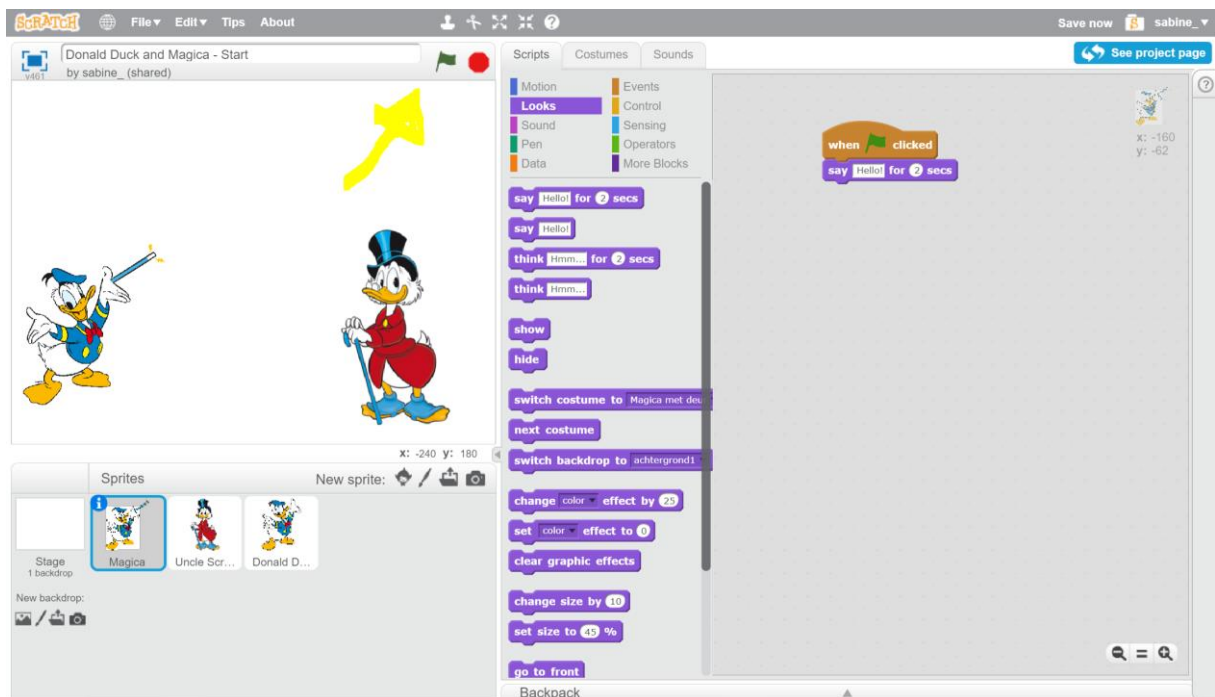 SCRATCH File Edit Tips About Save now sabine_
Donald Duck and Magica - Start
by sabine_ (shared)
v461
Scripts Costumes Sounds
See project page
Motion Events
Looks Control
Sound Sensing
Pen Operators
Data More Blocks
say Hello! for 2 secs
say Hello!
think Hmm... for 2 secs
think Hmm...
show
hide
switch costume to Magica met deu
next costume
switch backdrop to achtergrond1
change color effect by 25
set color effect to 0
clear graphic effects
change size by 10
set size to 45 %
go to front
when clicked
say Hello! for 2 secs
x: -160
y: -62
x: -240 y: 180
Sprites New sprite:
Stage
1 backdrop
Magica
Uncle Scr...
Donald D...
New backdrop:
Backpack